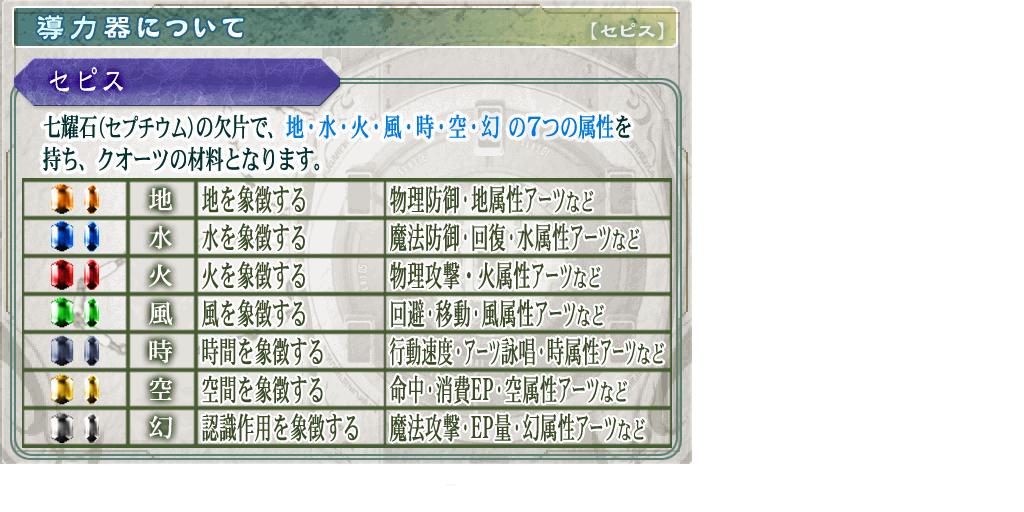 導力器について
【セピス】
セピス
七耀石(セプチウム)の欠片で、地・水・火・風・時・空・幻 の7つの属性を
持ち、クオーツの材料となります。
地 地を象徴する 物理防御・地属性アーツなど
水 水を象徴する 魔法防御・回復・水属性アーツなど
火 火を象徴する 物理攻撃・火属性アーツなど
風 風を象徴する 回避・移動・風属性アーツなど
時 時間を象徴する 行動速度・アーツ詠唱・時属性アーツなど
空 空間を象徴する 命中・消費EP・空属性アーツなど
幻 認識作用を象徴する 魔法攻撃・EP量・幻属性アーツなど